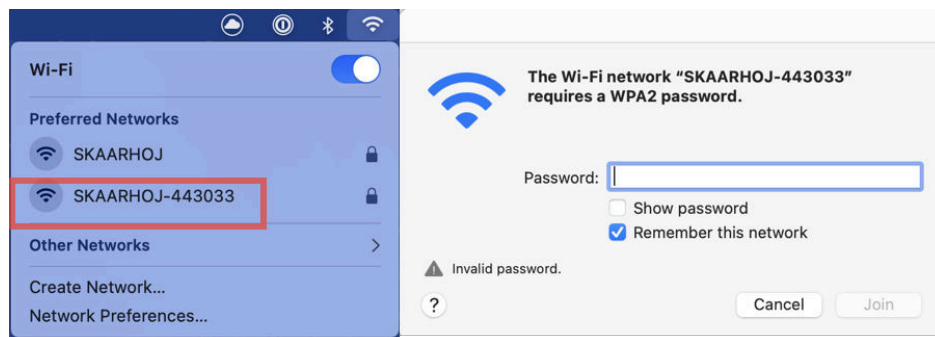 Wi-Fi
Preferred Networks
SKAARHOJ
SKAARHOJ-443033
Other Networks
Create Network...
Network Preferences...
The Wi-Fi network “SKAARHOJ-443033”
requires a WPA2 password.
Password:
Show password
Remember this network
Invalid password.
?
Cancel
Join